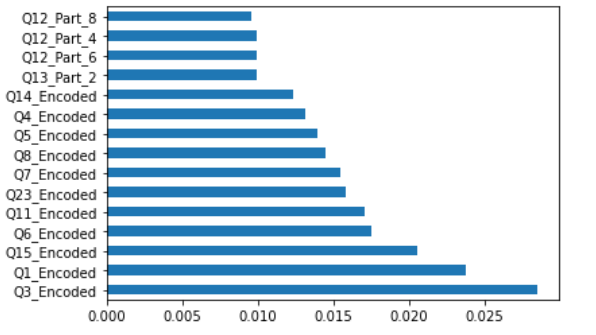 Q12_Part_8
Q12_Part_4
Q12_Part_6
Q13_Part_2
Q14_Encoded
Q4_Encoded
Q5_Encoded
Q8_Encoded
Q7_Encoded
Q23_Encoded
Q11_Encoded
Q6_Encoded
Q15_Encoded
Q1_Encoded
Q3_Encoded
0.000 0.005 0.010 0.015 0.020 0.025